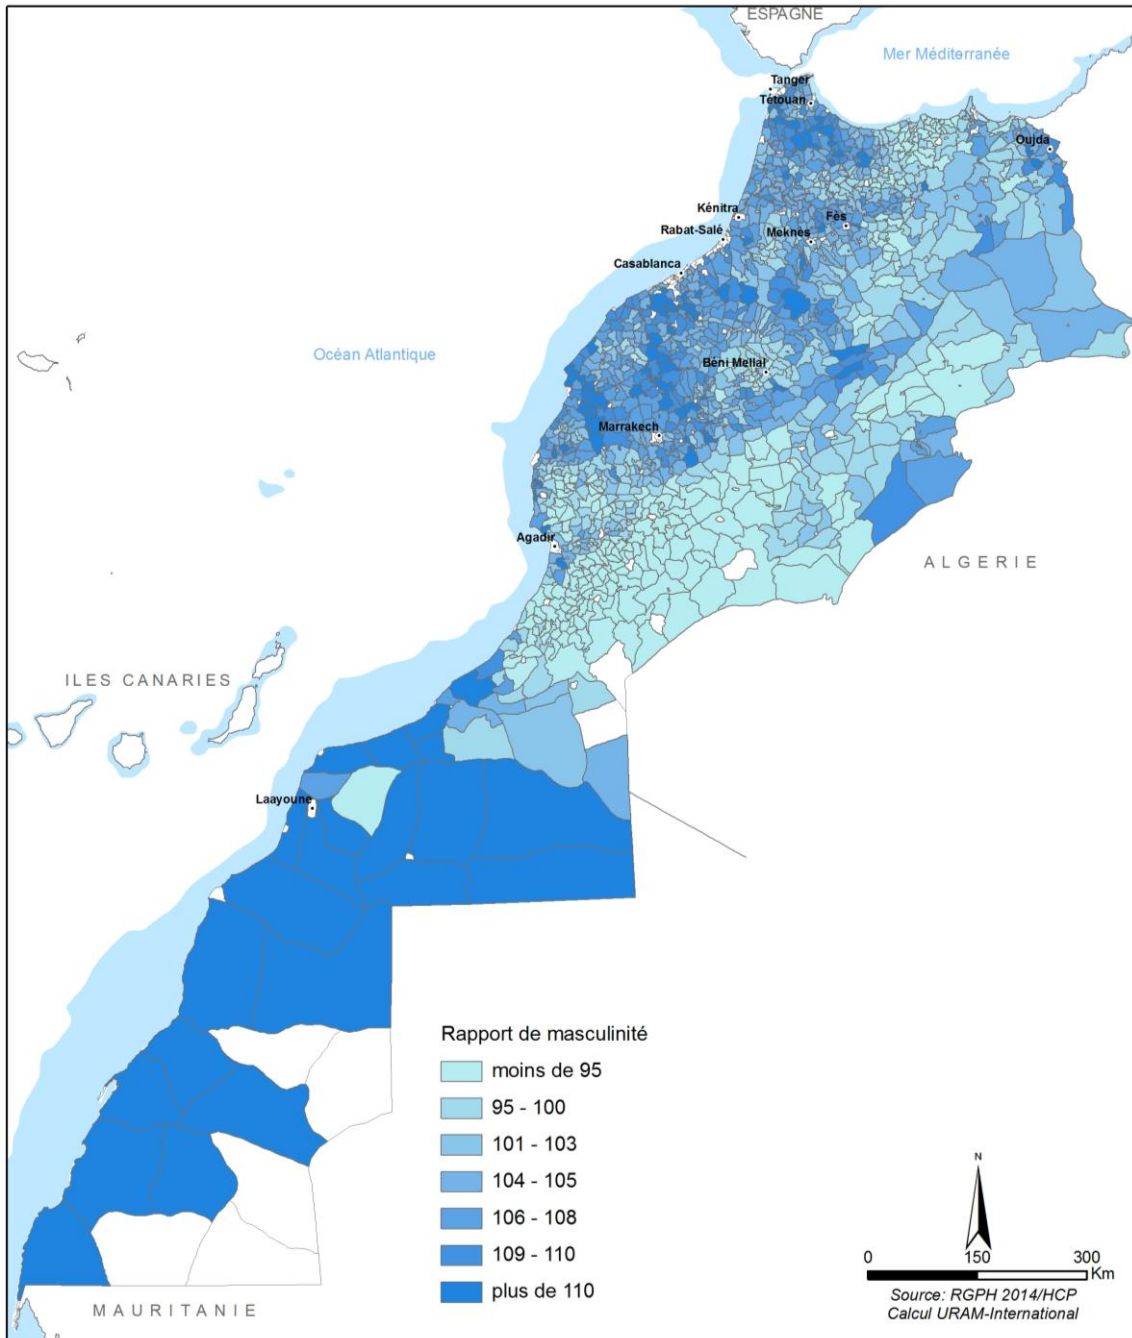 ESPAGNE
Mer Méditerranée
Tanger
Tétouan
Oujda
Kénitra
Fès
Rabat-Salé
Meknès
Casablanca
Océan Atlantique
Béni Mellal
Marrakech
Agadir
ALGERIE
ILES CANARIES
Laayoune
Rapport de masculinité
moins de 95
95 - 100
101 - 103
104 - 105
106 - 108
109 - 110
plus de 110
N
0 150 300
Km
Source: RGPH 2014/HCP
Calcul URAM-International
MAURITANIE